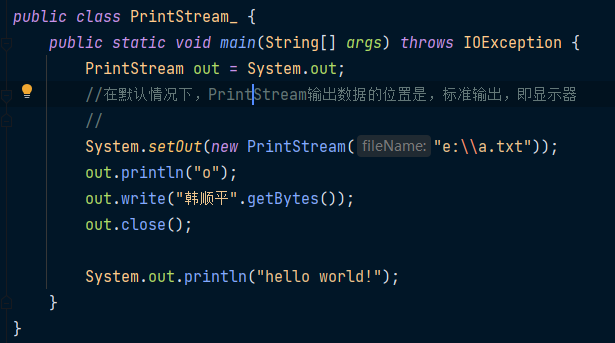 public class PrintStream_ {
public static void main(String[] args) throws IOException {
PrintStream out = System.out;
//在默认情况下，PrintStream输出数据的位置是，标准输出，即显示器
//
System.setOut(new PrintStream( fileName: "e:\\a.txt"));
out.println("o");
out.write("韩顺平".getBytes());
out.close();
System.out.println("hello world!");
}
}